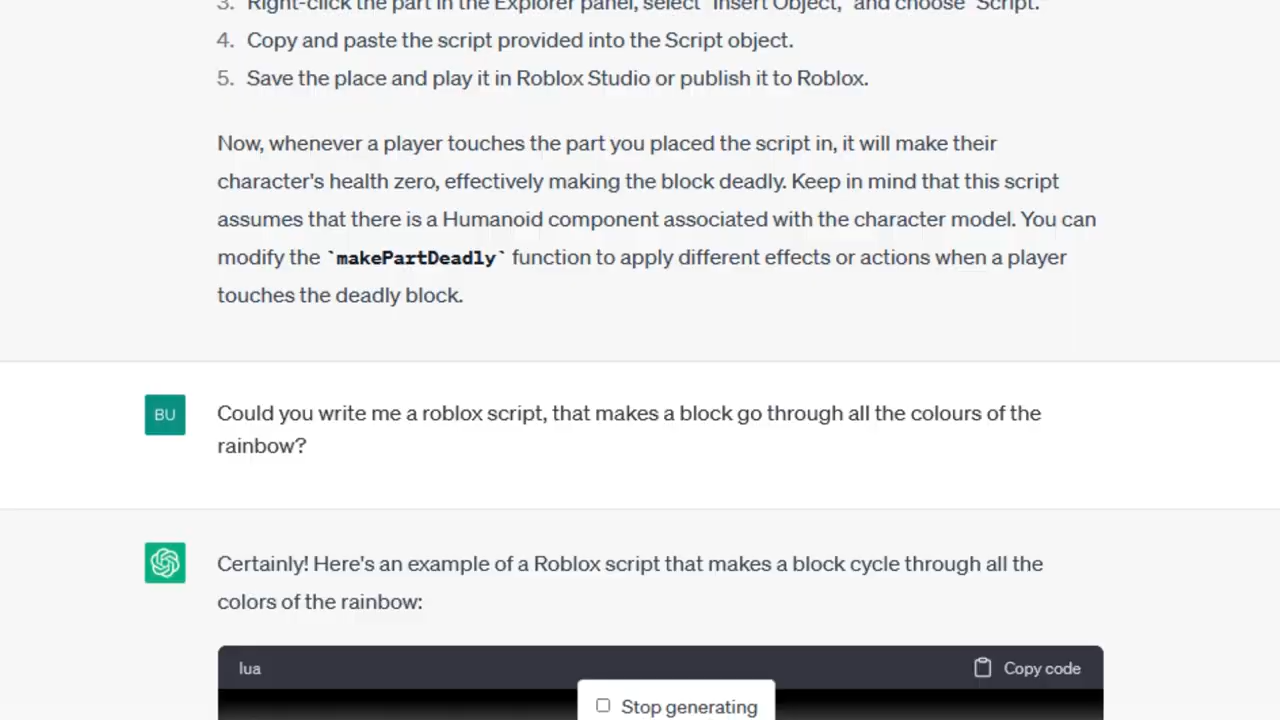 3. Right-click the part in the Explorer panel, select "Insert Object," and choose "Script."
4. Copy and paste the script provided into the Script object.
5. Save the place and play it in Roblox Studio or publish it to Roblox.
Now, whenever a player touches the part you placed the script in, it will make their
character's health zero, effectively making the block deadly. Keep in mind that this script
assumes that there is a Humanoid component associated with the character model. You can
modify the `makePartDeadly` function to apply different effects or actions when a player
touches the deadly block.
BU
Could you write me a roblox script, that makes a block go through all the colours of the
rainbow?
Certainly! Here's an example of a Roblox script that makes a block cycle through all the
colors of the rainbow:
lua
Copy code
Stop generating